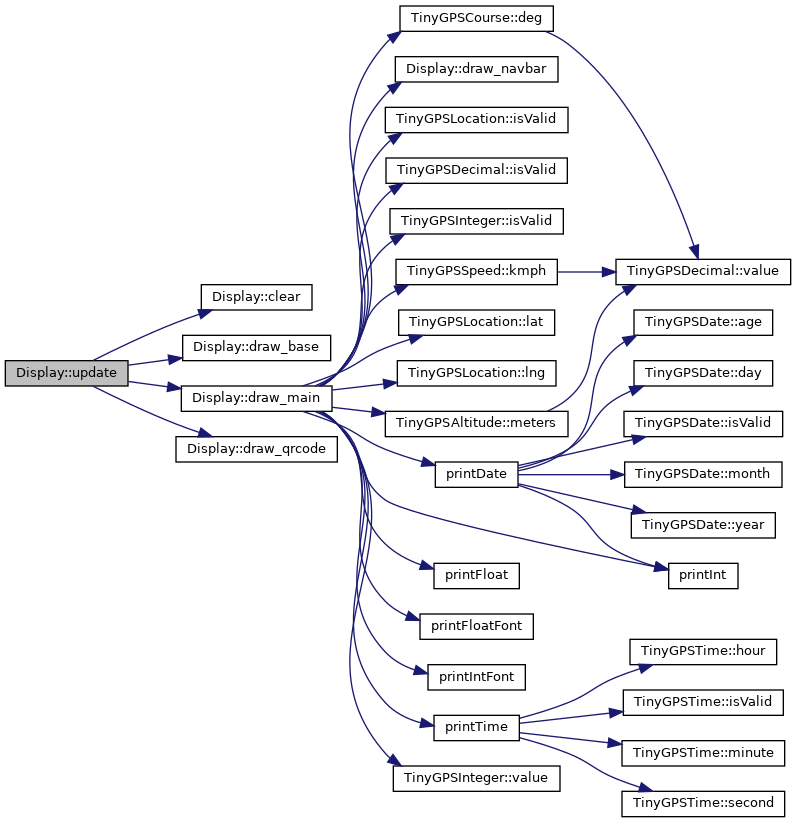 Display::update
Display::clear
Display::draw_base
Display::draw_main
Display::draw_qrcode
TinyGPSCourse::deg
Display::draw_navbar
TinyGPSLocation::isValid
TinyGPSDecimal::isValid
TinyGPSInteger::isValid
TinyGPSSpeed::kmph
TinyGPSLocation::lat
TinyGPSLocation::lng
TinyGPSAltitude::meters
printDate
printFloat
printFloatFont
printIntFont
printTime
TinyGPSInteger::value
TinyGPSDecimal::value
TinyGPSDate::age
TinyGPSDate::day
TinyGPSDate::isValid
TinyGPSDate::month
TinyGPSDate::year
printInt
TinyGPSTime::hour
TinyGPSTime::isValid
TinyGPSTime::minute
TinyGPSTime::second